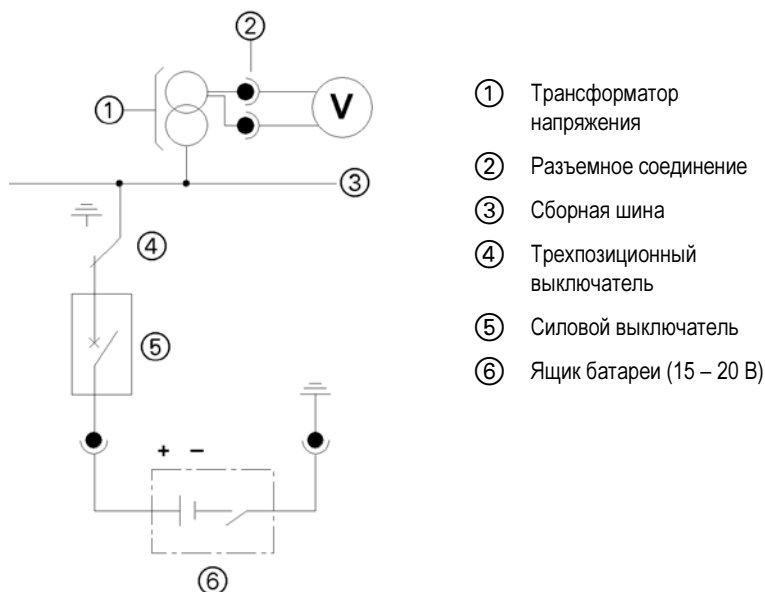 ②
①
V
③
④
⑤
+ −
⑥
① Трансформатор
напряжения
② Разъемное соединение
③ Сборная шина
④ Трехпозиционный
выключатель
⑤ Силовой выключатель
⑥ Ящик батареи (15 – 20 В)